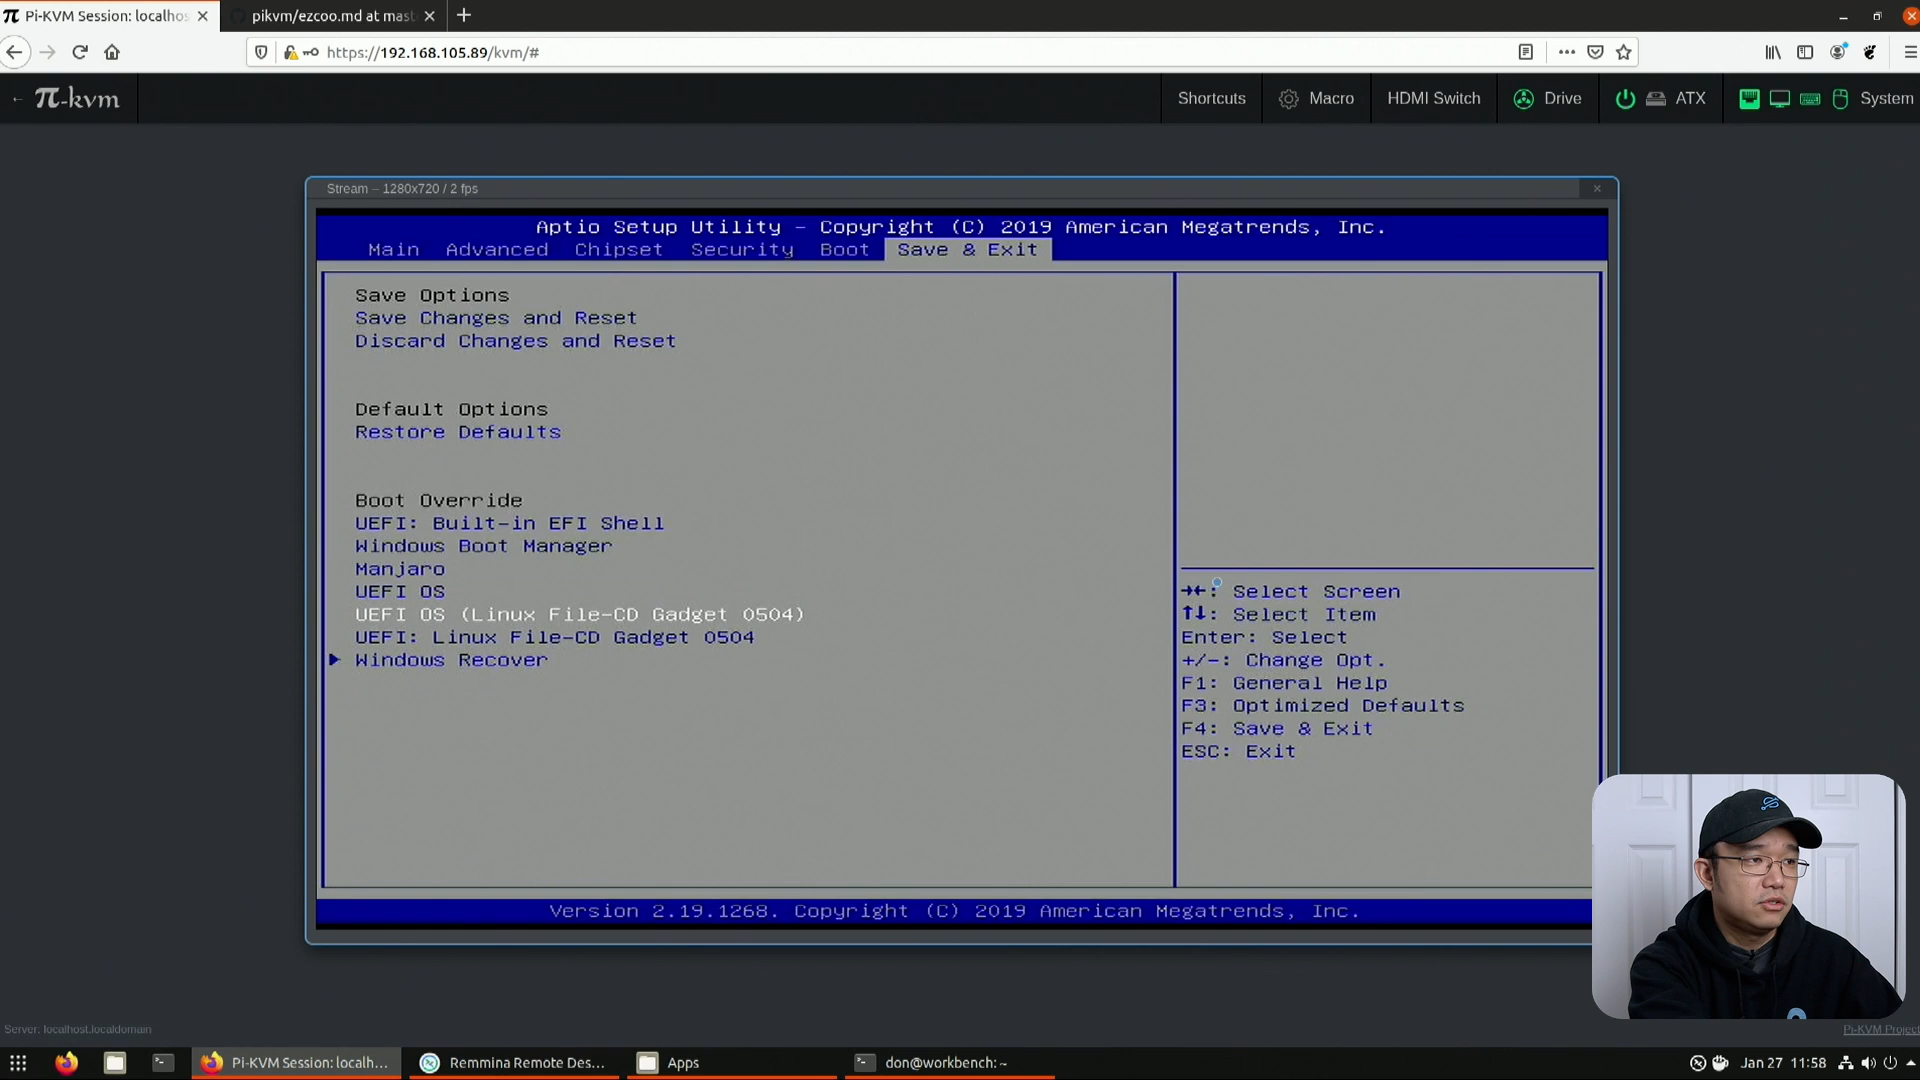 Pi-KVM Session: localhos
pikvm/ezcoo.md at mast
https://192.168.105.89/kvm/#
π-kvm
Shortcuts
Macro
HDMI Switch
Drive
ATX
System
Stream – 1280x720 / 2 fps
Aptio Setup Utility – Copyright (C) 2019 American Megatrends, Inc.
Main Advanced Chipset Security Boot Save & Exit
Save Options
Save Changes and Reset
Discard Changes and Reset
Default Options
Restore Defaults
Boot Override
UEFI: Built-in EFI Shell
Windows Boot Manager
Manjaro
UEFI OS
UEFI OS (Linux File-CD Gadget 0504)
UEFI: Linux File-CD Gadget 0504
Windows Recover
→←: Select Screen
↑↓: Select Item
Enter: Select
+/-: Change Opt.
F1: General Help
F3: Optimized Defaults
F4: Save & Exit
ESC: Exit
Version 2.19.1268. Copyright (C) 2019 American Megatrends, Inc.
Server: localhost.localdomain
Pi-KVM Project
Pi-KVM Session: localh...
Remmina Remote Des...
Apps
don@workbench: ~
Jan 27 11:58